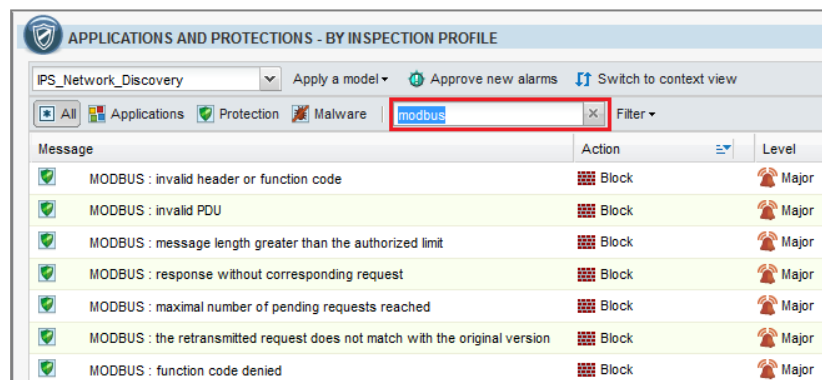 APPLICATIONS AND PROTECTIONS - BY INSPECTION PROFILE
IPS_Network_Discovery Apply a model Approve new alarms Switch to context view
All Applications Protection Malware modbus Filter
Message Action Level
MODBUS : invalid header or function code Block Major
MODBUS : invalid PDU Block Major
MODBUS : message length greater than the authorized limit Block Major
MODBUS : response without corresponding request Block Major
MODBUS : maximal number of pending requests reached Block Major
MODBUS : the retransmitted request does not match with the original version Block Major
MODBUS : function code denied Block Major